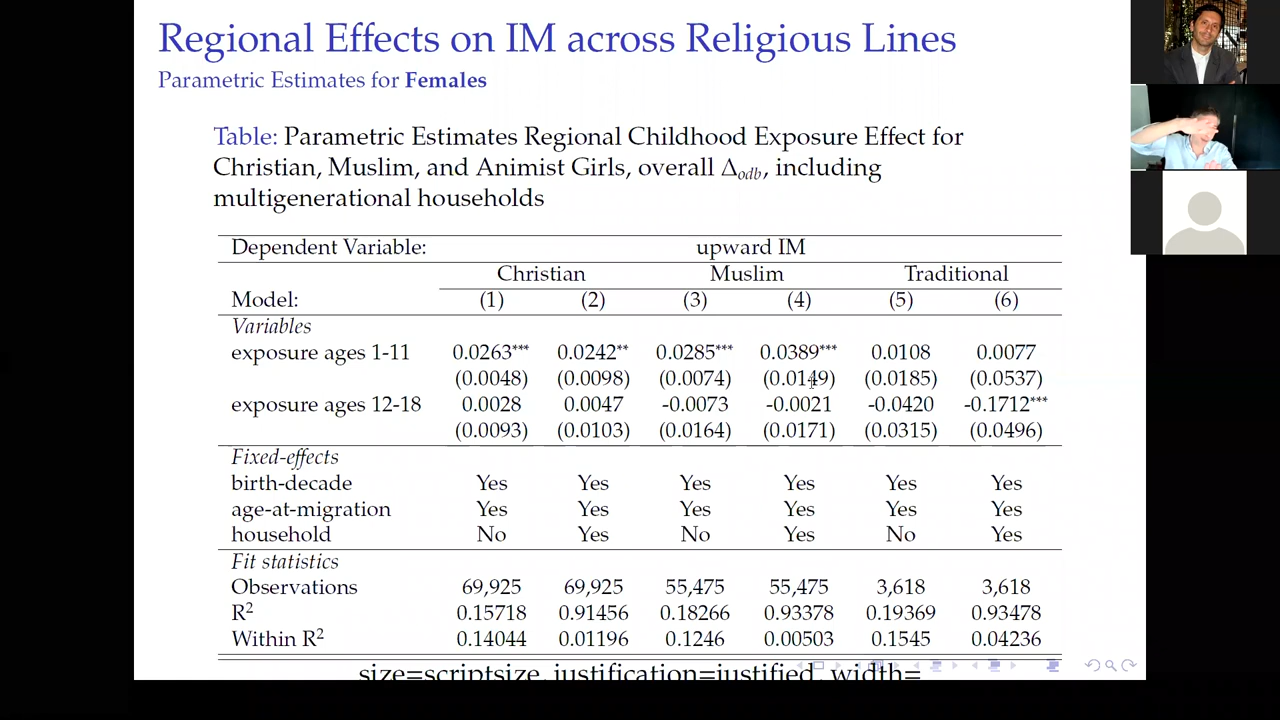 Regional Effects on IM across Religious Lines
Parametric Estimates for Females
Table: Parametric Estimates Regional Childhood Exposure Effect for
Christian, Muslim, and Animist Girls, overall Δodb, including
multigenerational households
Dependent Variable: upward IM
Christian Muslim Traditional
Model: (1) (2) (3) (4) (5) (6)
Variables
exposure ages 1-11 0.0263*** 0.0242** 0.0285*** 0.0389*** 0.0108 0.0077
(0.0048) (0.0098) (0.0074) (0.0149) (0.0185) (0.0537)
exposure ages 12-18 0.0028 0.0047 -0.0073 -0.0021 -0.0420 -0.1712***
(0.0093) (0.0103) (0.0164) (0.0171) (0.0315) (0.0496)
Fixed-effects
birth-decade Yes Yes Yes Yes Yes Yes
age-at-migration Yes Yes Yes Yes Yes Yes
household No Yes No Yes No Yes
Fit statistics
Observations 69,925 69,925 55,475 55,475 3,618 3,618
R² 0.15718 0.91456 0.18266 0.93378 0.19369 0.93478
Within R² 0.14044 0.01196 0.1246 0.00503 0.1545 0.04236
size=scriptsize, justification=justified, width=